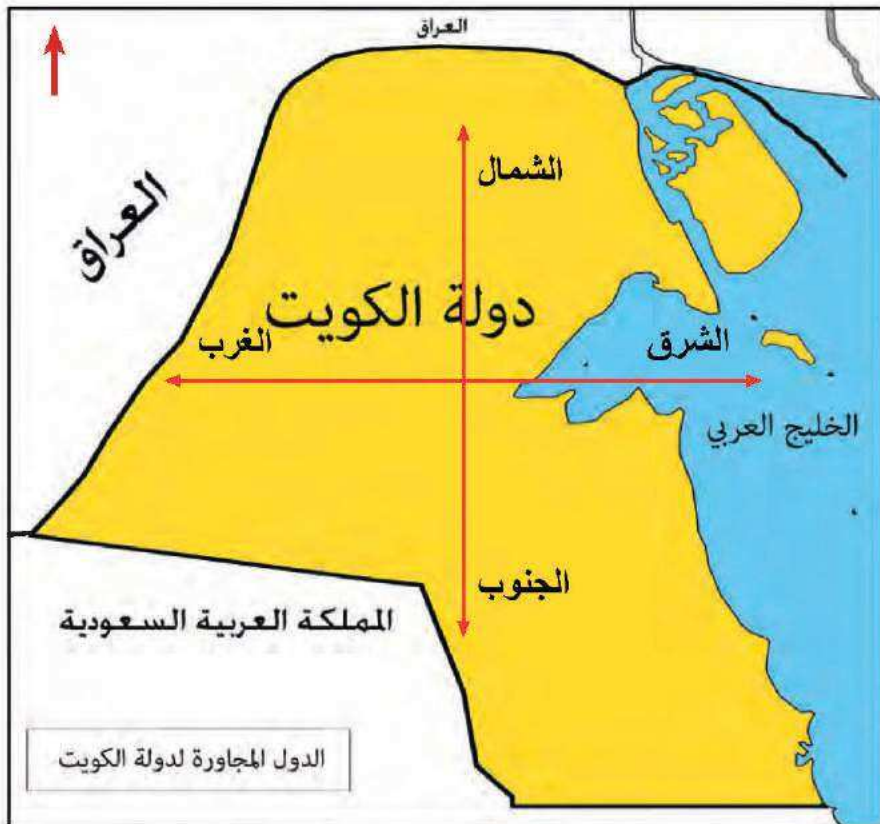 العراق
العراق
الشمال
دولة الكويت
الغرب
الشرق
الخليج العربي
الجنوب
المملكة العربية السعودية
الدول المجاورة لدولة الكويت